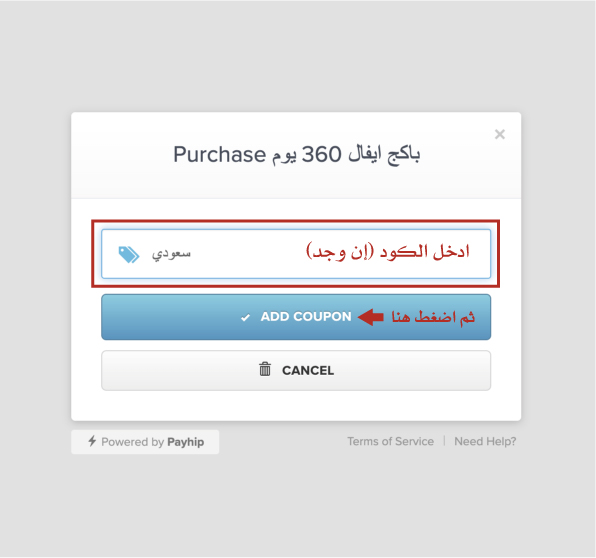 ×
Purchase باكج ايفال 360 يوم
سعودي ادخل الكود (إن وجد)
ADD COUPON ثم اضغط هنا
CANCEL
Powered by Payhip Terms of Service | Need Help?